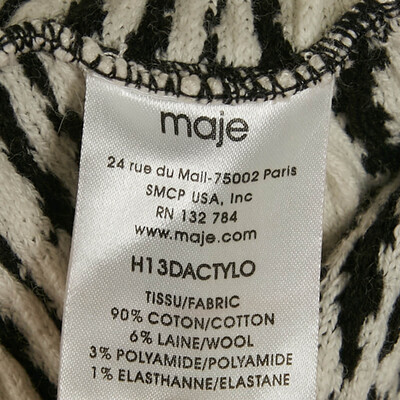 maje
24 rue du Mail-75002 Paris
SMCP USA, Inc
RN 132 784
www.maje.com
H13DACTYLO
TISSU/FABRIC
90% COTON/COTTON
6% LAINE/WOOL
3% POLYAMIDE/POLYAMIDE
1% ELASTHANNE/ELASTANE